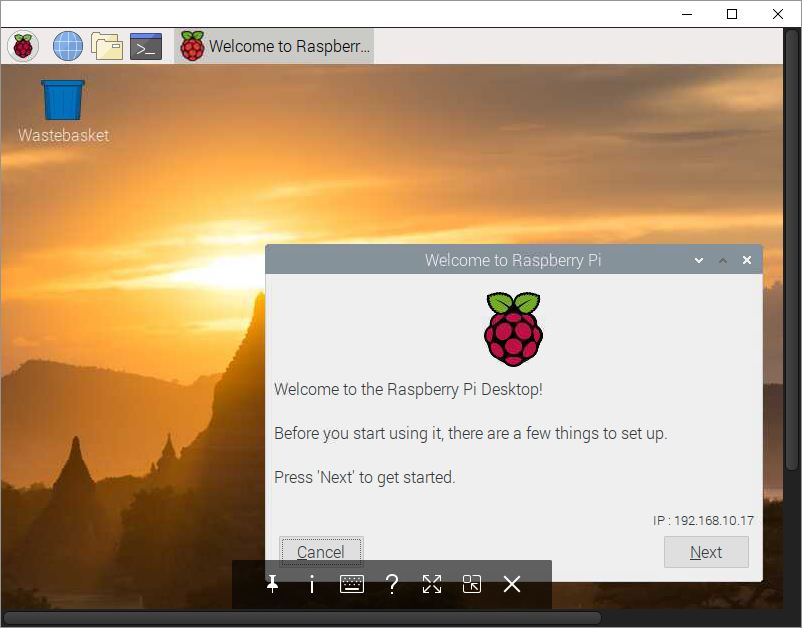 Welcome to Raspberr...
Wastebasket
Welcome to Raspberry Pi
Welcome to the Raspberry Pi Desktop!
Before you start using it, there are a few things to set up.
Press 'Next' to get started.
IP : 192.168.10.17
Cancel
Next